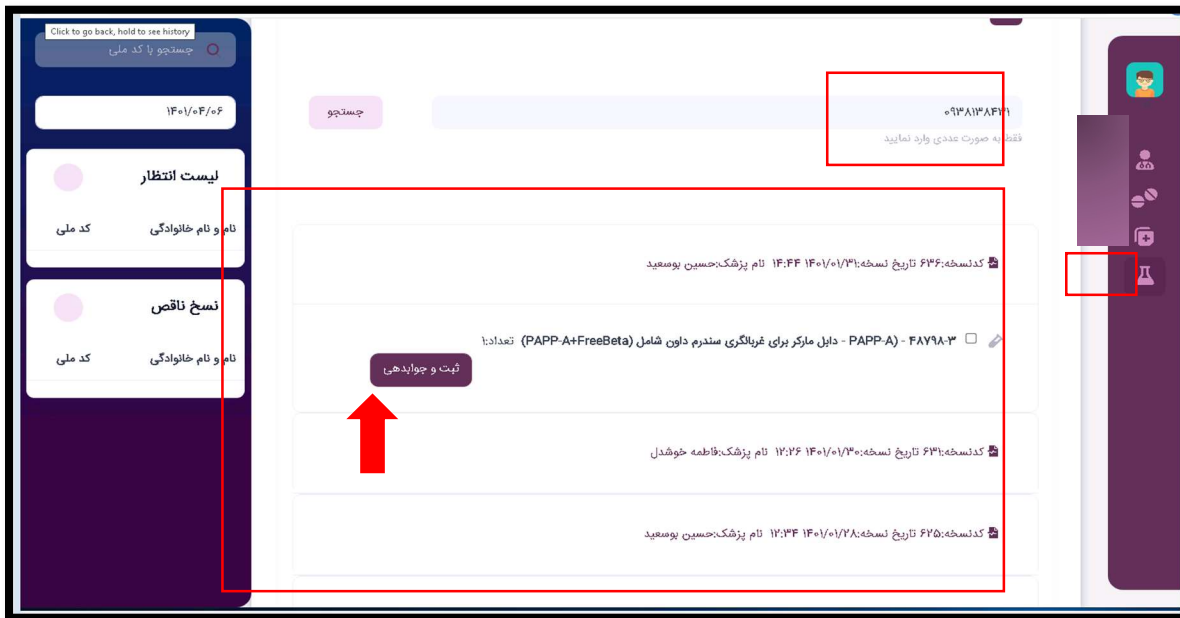 Click to go back, hold to see history
جستجو با کد ملی
۱۴۰۱/۰۴/۰۶
لیست انتظار
نام و نام خانوادگی کد ملی
نسخ ناقص
نام و نام خانوادگی کد ملی
۰۹۳۸۱۳۸۴۳۱
جستجو
فقط به صورت عددی وارد نمایید
کدنسخه:۶۳۶ تاریخ نسخه:۱۴۰۱/۰۱/۳۱ ۱۴:۴۴ نام پزشک:حسین بوسعید
۴۸۷۹۸-۳ - (PAPP-A - دابل مارکر برای غربالگری سندرم داون شامل (PAPP-A+FreeBeta) تعداد:۱
ثبت و جوابدهی
کدنسخه:۶۳۱ تاریخ نسخه:۱۴۰۱/۰۱/۳۰ ۱۲:۲۶ نام پزشک:فاطمه خوشدل
کدنسخه:۶۲۵ تاریخ نسخه:۱۴۰۱/۰۱/۲۸ ۱۲:۳۴ نام پزشک:حسین بوسعید